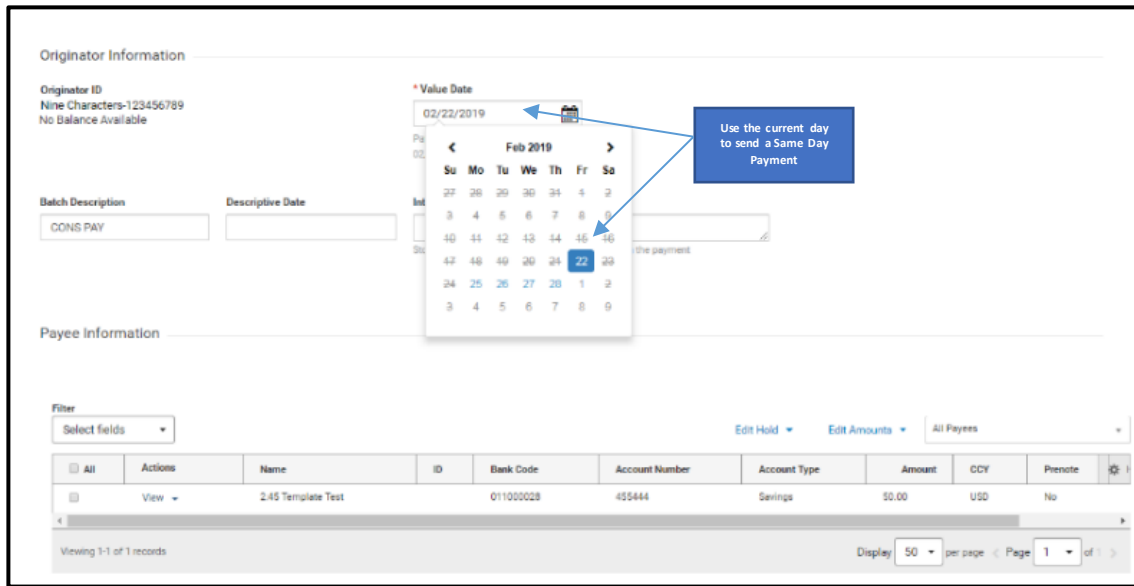 Originator Information
Originator ID
Nine Characters-123456789
No Balance Available
* Value Date
02/22/2019
Pa
02
Use the current day
to send a Same Day
Payment
Feb 2019
Su Mo Tu We Th Fr Sa
27 28 29 30 31 1 2
3 4 5 6 7 8 9
10 11 12 13 14 15 16
17 18 19 20 21 22 23
24 25 26 27 28 1 2
3 4 5 6 7 8 9
Batch Description
CONS PAY
Descriptive Date
Int
the payment
Payee Information
Filter
Select fields
Edit Hold
Edit Amounts
All Payees
All Actions Name ID Bank Code Account Number Account Type Amount CCY Prenote
View 2.45 Template Test 011000028 455444 Savings $0.00 USD No
Viewing 1-1 of 1 records
Display 50 per page Page 1 of 1